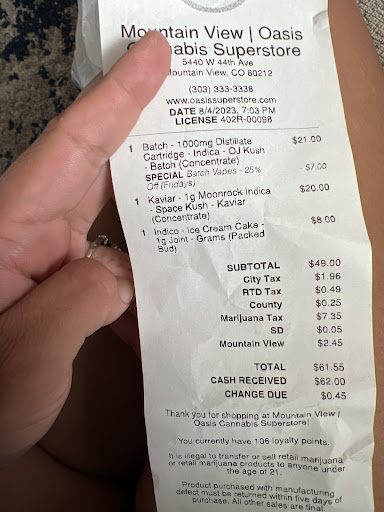 Mountain View | Oasis
Cannabis Superstore
5440 W 44th Ave
Mountain View, CO 80212
(303) 333-3338
www.oasissuperstore.com
DATE 8/4/2023, 7:03 PM
LICENSE 402R-00098
1 Batch - 1000mg Distillate $21.00
Cartridge - Indica - OJ Kush
- Batch (Concentrate)
SPECIAL Batch Vapes - 25% $7.00
Off (Fridays)
1 Kaviar - 1g Moonrock Indica $20.00
- Space Kush - Kaviar
(Concentrate)
1 Indico - Ice Cream Cake - $8.00
1g Joint - Grams (Packed
Bud)
SUBTOTAL $49.00
City Tax $1.96
RTD Tax $0.49
County $0.25
Marijuana Tax $7.35
SD $0.05
Mountain View $2.45
TOTAL $61.55
CASH RECEIVED $62.00
CHANGE DUE $0.45
Thank you for shopping at Mountain View |
Oasis Cannabis Superstore!
You currently have 106 loyalty points.
It is illegal to transfer or sell retail marijuana
or retail marijuana products to anyone under
the age of 21.
Product purchased with manufacturing
defect must be returned within five days of
purchase. All other sales are final.